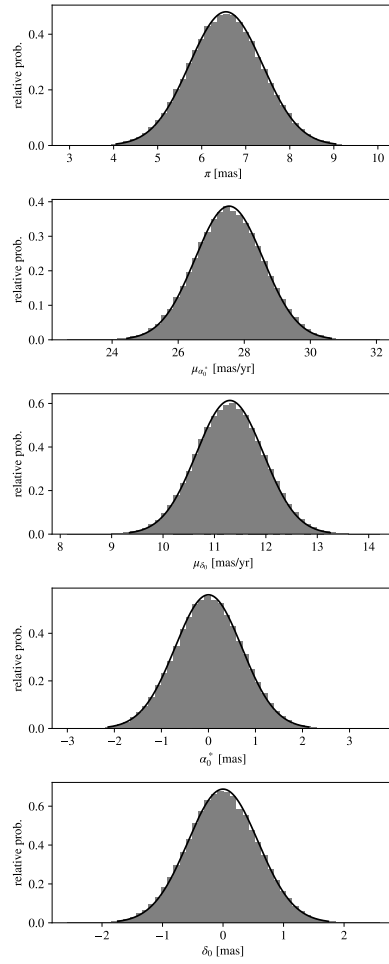 0.4
0.2
0.0
relative prob.
3 4 5 6 7 8 9 10
π [mas]
0.4
0.3
0.2
0.1
0.0
relative prob.
24 26 28 30 32
μα₀* [mas/yr]
0.6
0.4
0.2
0.0
relative prob.
8 9 10 11 12 13 14
μδ₀ [mas/yr]
0.4
0.2
0.0
relative prob.
−3 −2 −1 0 1 2 3
α₀* [mas]
0.6
0.4
0.2
0.0
relative prob.
−2 −1 0 1 2
δ₀ [mas]